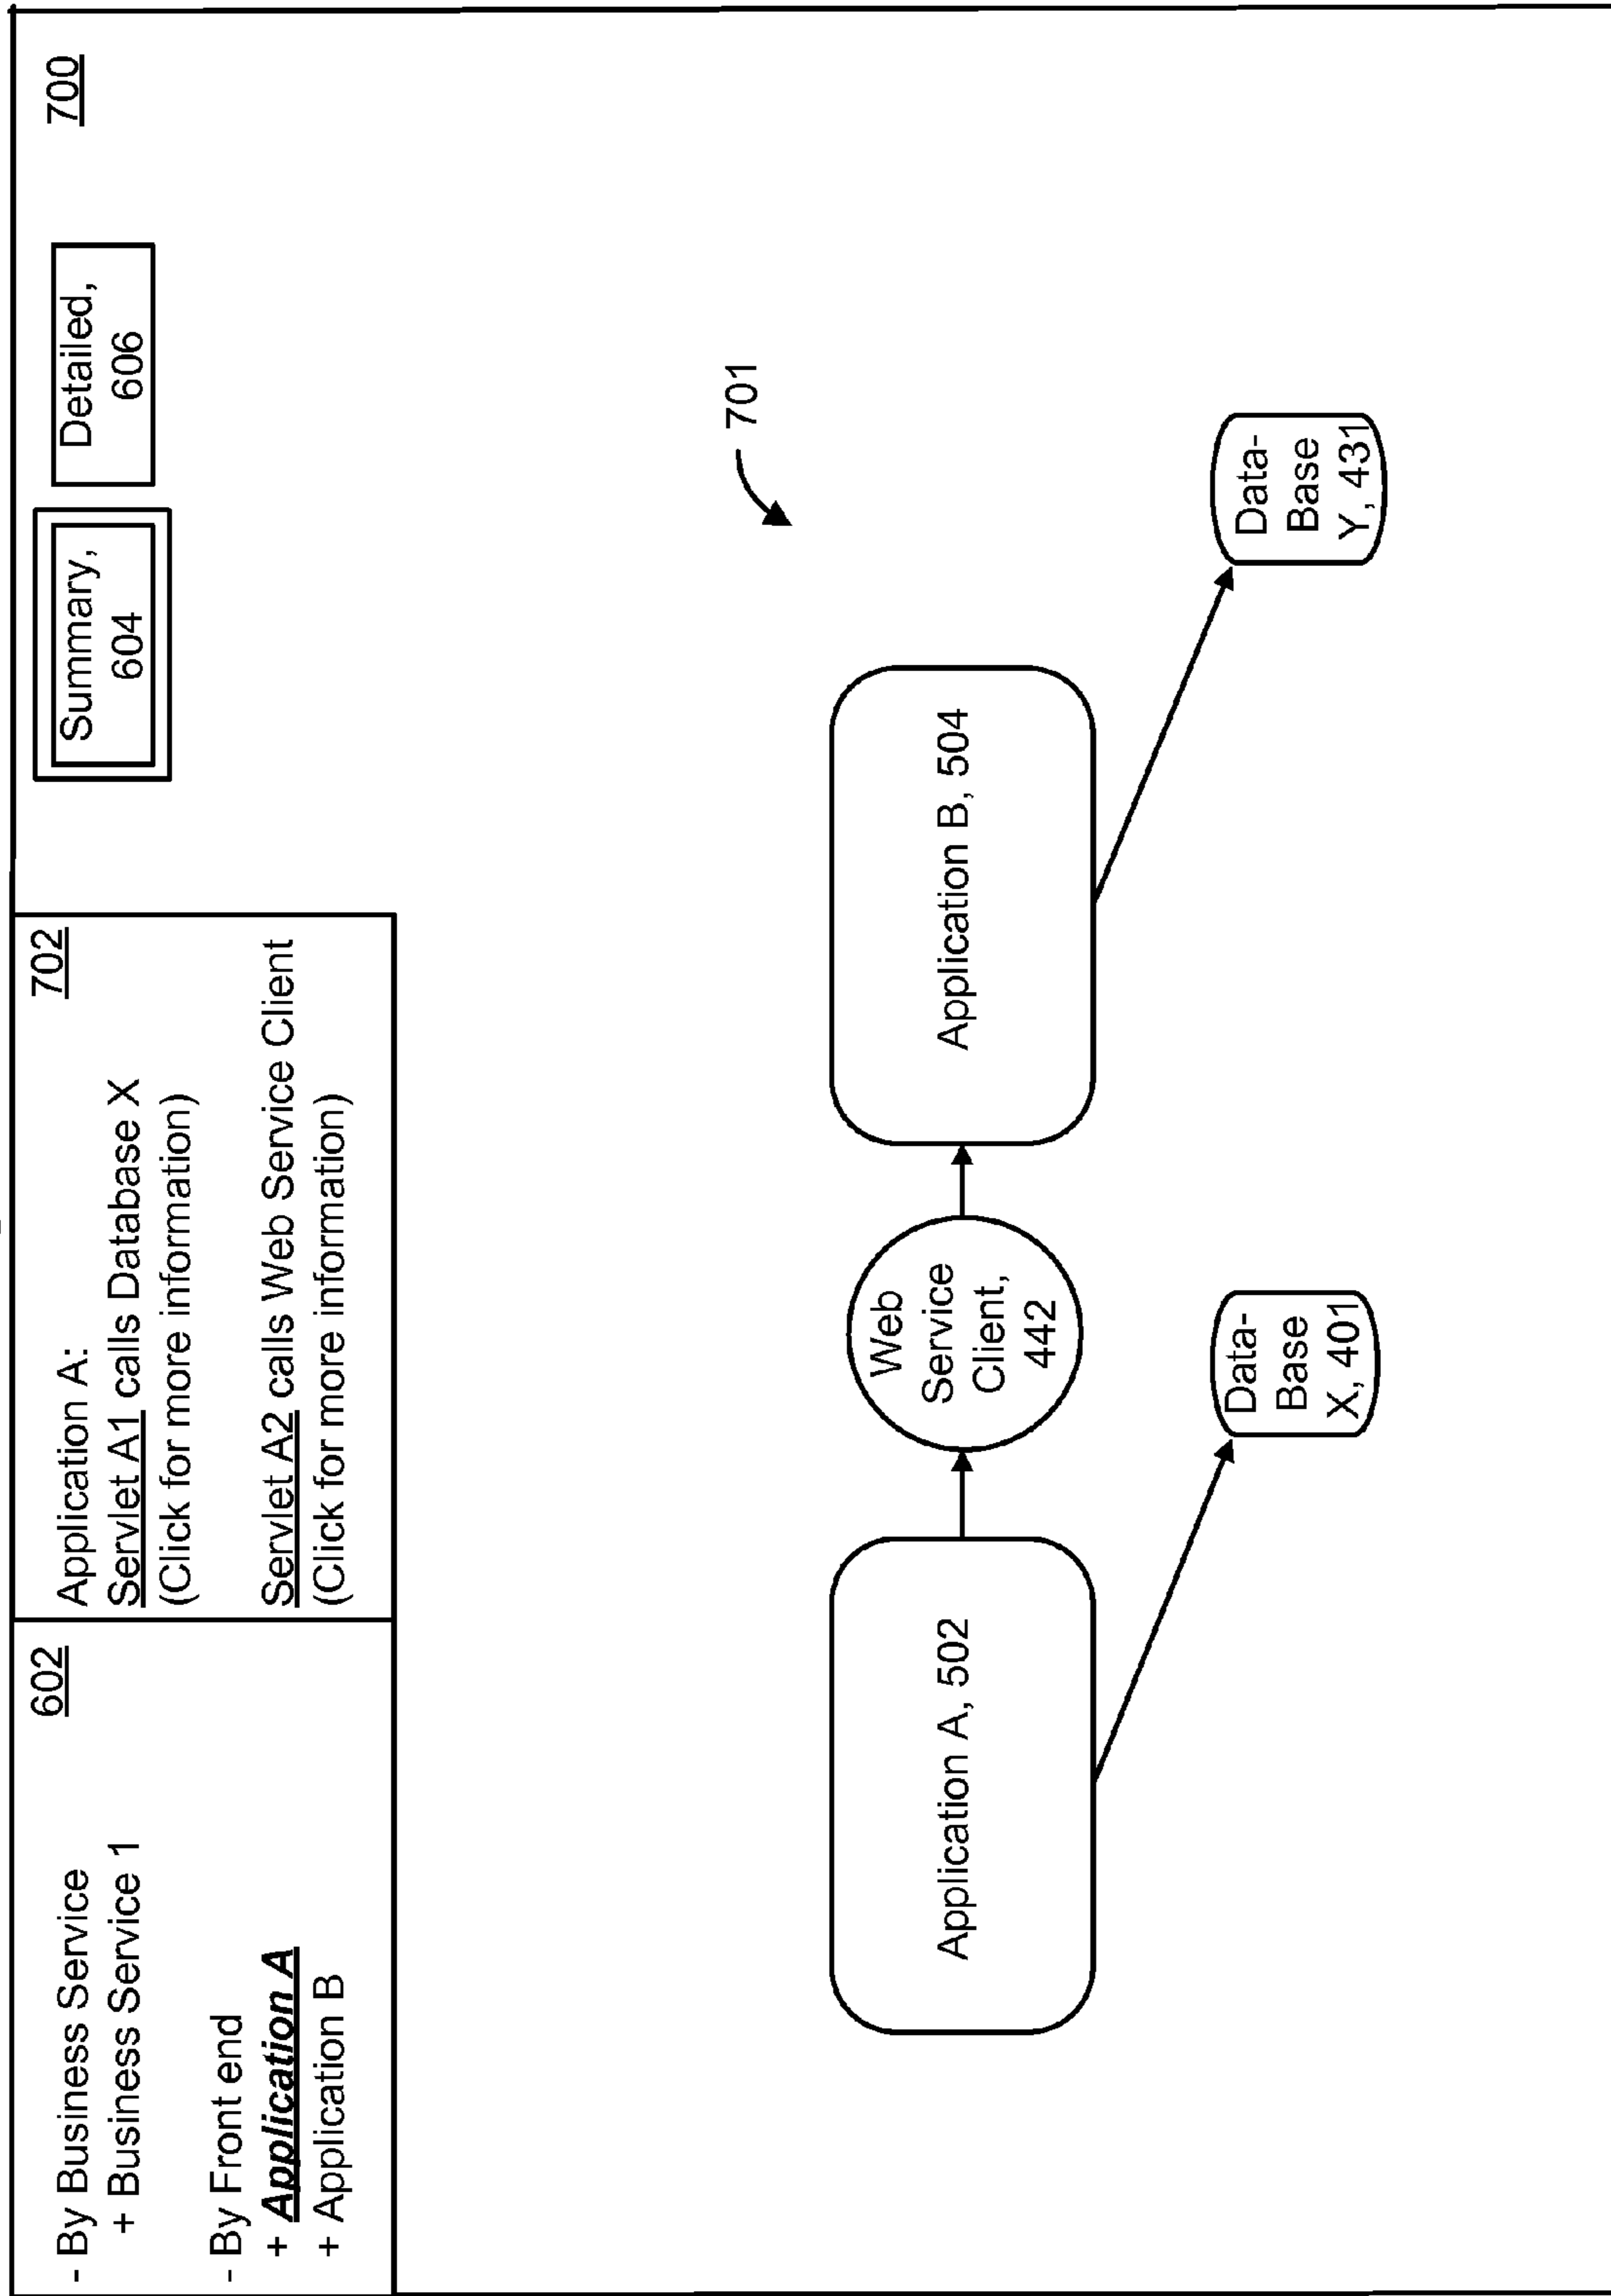 602
- By Business Service
+ Business Service 1
- By Front end
+ Application A
+ Application B
702
Application A:
Servlet A1 calls Database X
(Click for more information)
Servlet A2 calls Web Service Client
(Click for more information)
Summary,
604
Detailed,
606
700
701
Application A, 502
Web
Service
Client,
442
Application B, 504
Data-
Base
X, 401
Data-
Base
Y, 431